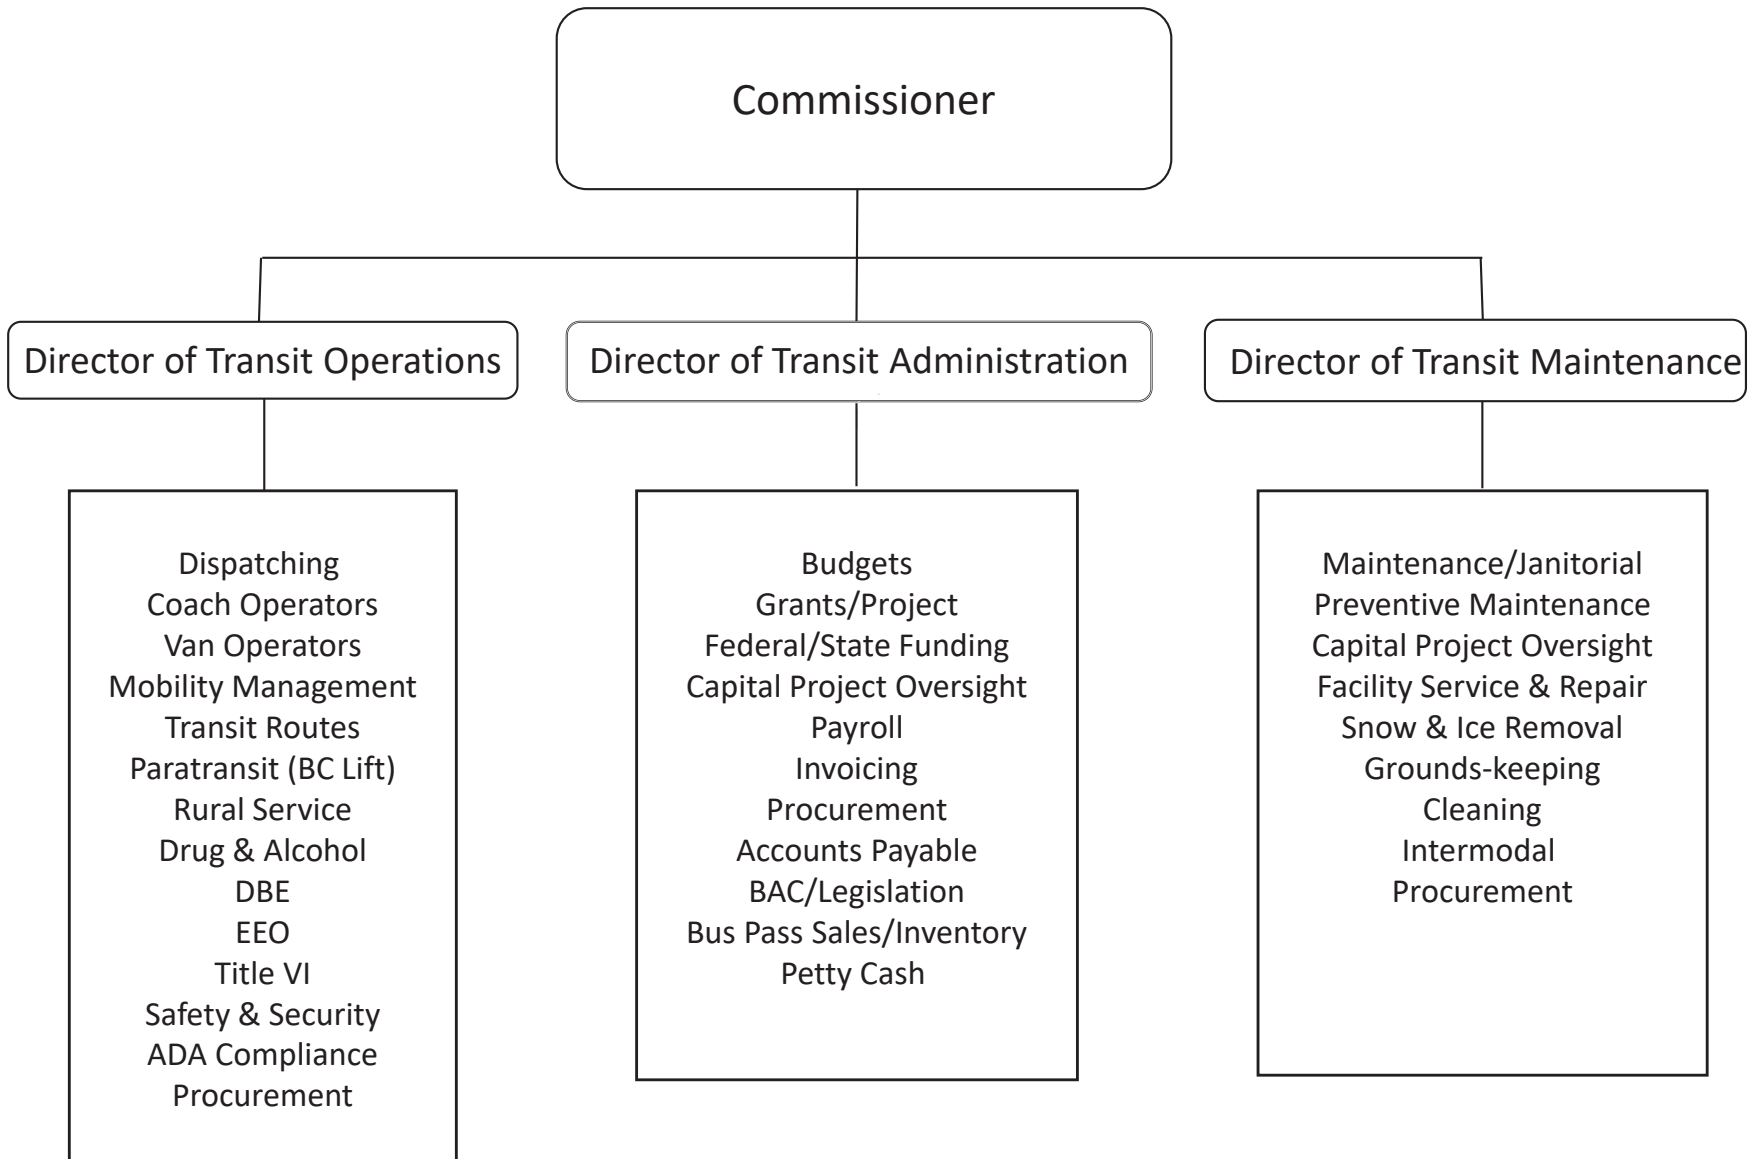 Commissioner
Director of Transit Operations
Director of Transit Administration
Director of Transit Maintenance
Dispatching
Coach Operators
Van Operators
Mobility Management
Transit Routes
Paratransit (BC Lift)
Rural Service
Drug & Alcohol
DBE
EEO
Title VI
Safety & Security
ADA Compliance
Procurement
Budgets
Grants/Project
Federal/State Funding
Capital Project Oversight
Payroll
Invoicing
Procurement
Accounts Payable
BAC/Legislation
Bus Pass Sales/Inventory
Petty Cash
Maintenance/Janitorial
Preventive Maintenance
Capital Project Oversight
Facility Service & Repair
Snow & Ice Removal
Grounds-keeping
Cleaning
Intermodal
Procurement